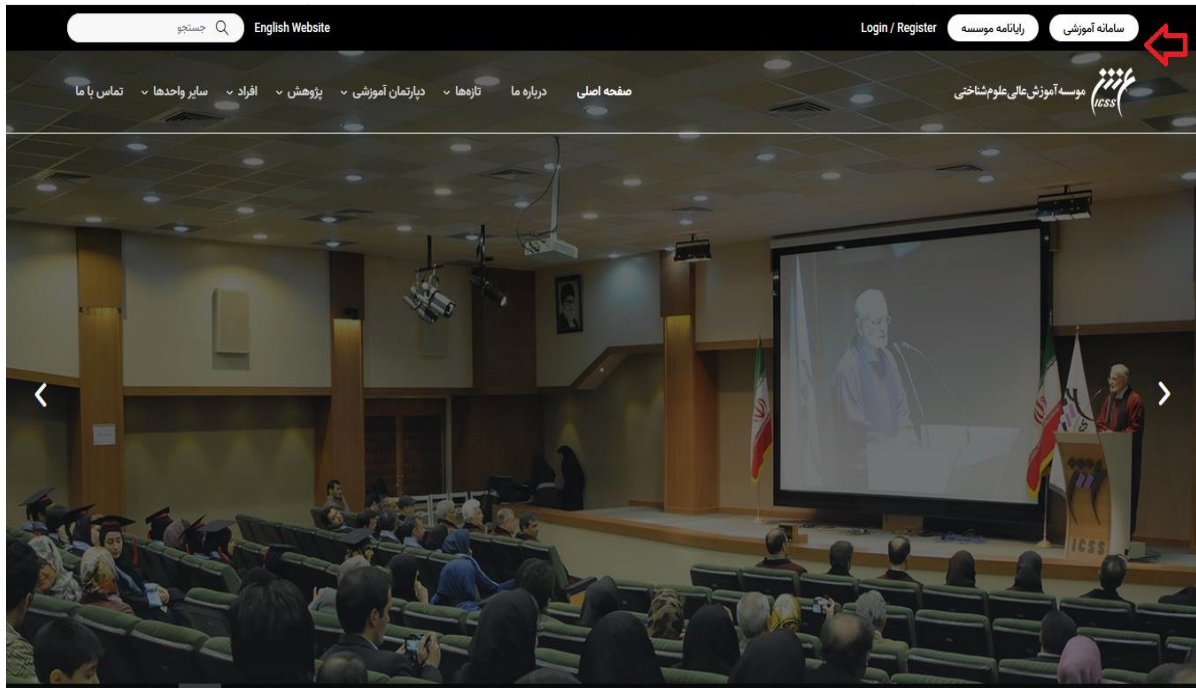 سامانه آموزشی
رایانامه موسسه
Login / Register
English Website
جستجو
موسسه آموزش عالی علوم شناختی
ICSS
صفحه اصلی
درباره ما
تازه‌ها
دپارتمان آموزشی
پژوهش
افراد
سایر واحدها
تماس با ما
ICSS